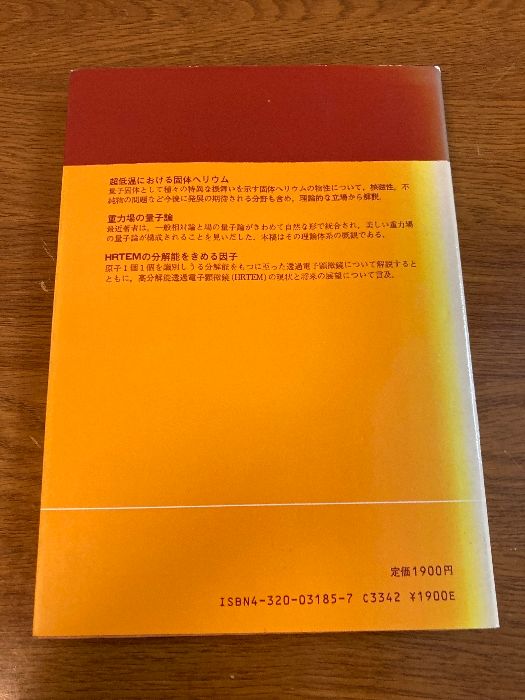 超低温における固体ヘリウム
量子固体として種々の特異な振舞いを示す固体ヘリウムの物性について，核磁性，不
純物の問題など今後に発展の期待される分野も含め，理論的な立場から解説．
重力場の量子論
最近著者は，一般相対論と場の量子論がきわめて自然な形で統合され，美しい重力場
の量子論が構成されることを見いだした．本稿はその理論体系の概観である．
HRTEMの分解能をきめる因子
原子1個1個を識別しうる分解能をもつに至った透過電子顕微鏡について解説すると
ともに，高分解能透過電子顕微鏡(HRTEM)の現状と将来の展望について言及．
定価1900円
ISBN4-320-03185-7 C3342 ¥1900E